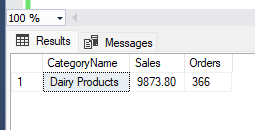 100 %
Results Messages
CategoryName Sales Orders
1 Dairy Products 9873.80 366